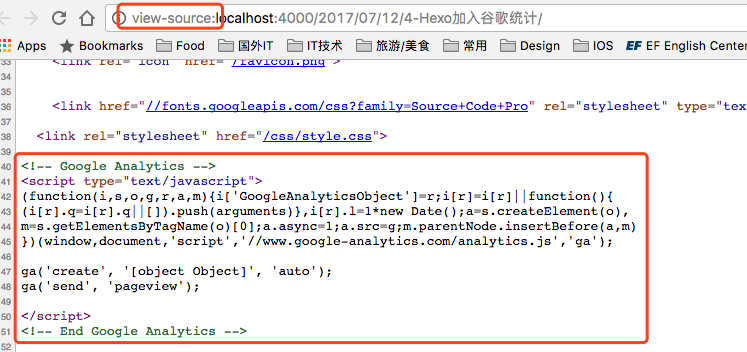 view-source:localhost:4000/2017/07/12/4-Hexo加入谷歌统计/
Apps Bookmarks Food 国外IT IT技术 旅游/美食 常用 Design IOS EF EF English Center
33 <link rel="icon" href="/favicon.png">
34
35
36 <link href="//fonts.googleapis.com/css?family=Source+Code+Pro" rel="stylesheet" type="tex
37
38 <link rel="stylesheet" href="/css/style.css">
39
40 <!-- Google Analytics -->
41 <script type="text/javascript">
42 (function(i,s,o,g,r,a,m){i['GoogleAnalyticsObject']=r;i[r]=i[r]||function(){
43 (i[r].q=i[r].q||[]).push(arguments)},i[r].l=1*new Date();a=s.createElement(o),
44 m=s.getElementsByTagName(o)[0];a.async=1;a.src=g;m.parentNode.insertBefore(a,m)
45 })(window,document,'script','//www.google-analytics.com/analytics.js','ga');
46
47 ga('create', '[object Object]', 'auto');
48 ga('send', 'pageview');
49
50 </script>
51 <!-- End Google Analytics -->
52